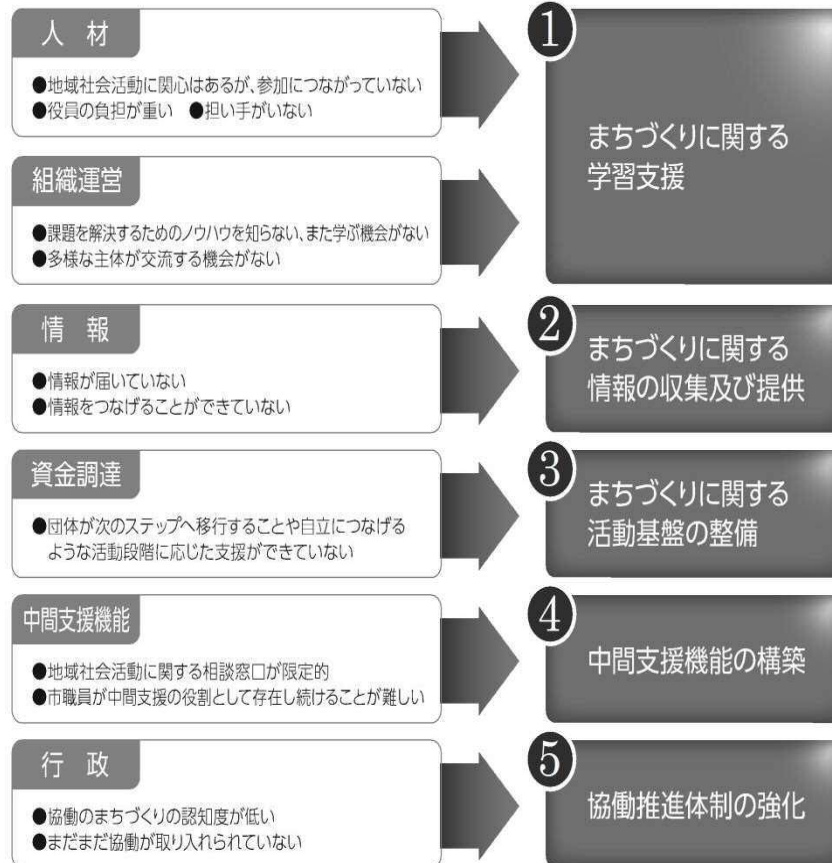 人 材
●地域社会活動に関心はあるが、参加につながっていない
●役員の負担が重い ●担い手がいない
組織運営
●課題を解決するためのノウハウを知らない、また学ぶ機会がない
●多様な主体が交流する機会がない
1
まちづくりに関する
学習支援
情 報
●情報が届いていない
●情報をつなげることができていない
2
まちづくりに関する
情報の収集及び提供
資金調達
●団体が次のステップへ移行することや自立につなげる
ような活動段階に応じた支援ができていない
3
まちづくりに関する
活動基盤の整備
中間支援機能
●地域社会活動に関する相談窓口が限定的
●市職員が中間支援の役割として存在し続けることが難しい
4
中間支援機能の構築
行 政
●協働のまちづくりの認知度が低い
●まだまだ協働が取り入れられていない
5
協働推進体制の強化